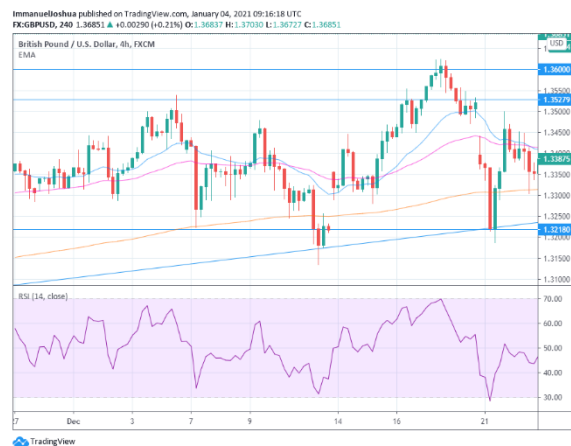 ImmanuelJoshua published on TradingView.com, January 04, 2021 09:16:18 UTC
FX:GBPUSD, 240 1.36851 ▲ +0.00290 (+0.21%) O:1.36837 H:1.37030 L:1.36727 C:1.36851
British Pound / U.S. Dollar, 4h, FXCM
EMA
USD
1.36000
1.35500
1.35279
1.35000
1.34500
1.34000
1.33875
1.33500
1.33000
1.32500
1.32180
1.32000
1.31500
1.31000
RSI (14, close)
70.00
60.00
50.00
40.00
30.00
27 Dec 3 7 9 14 16 21
TradingView